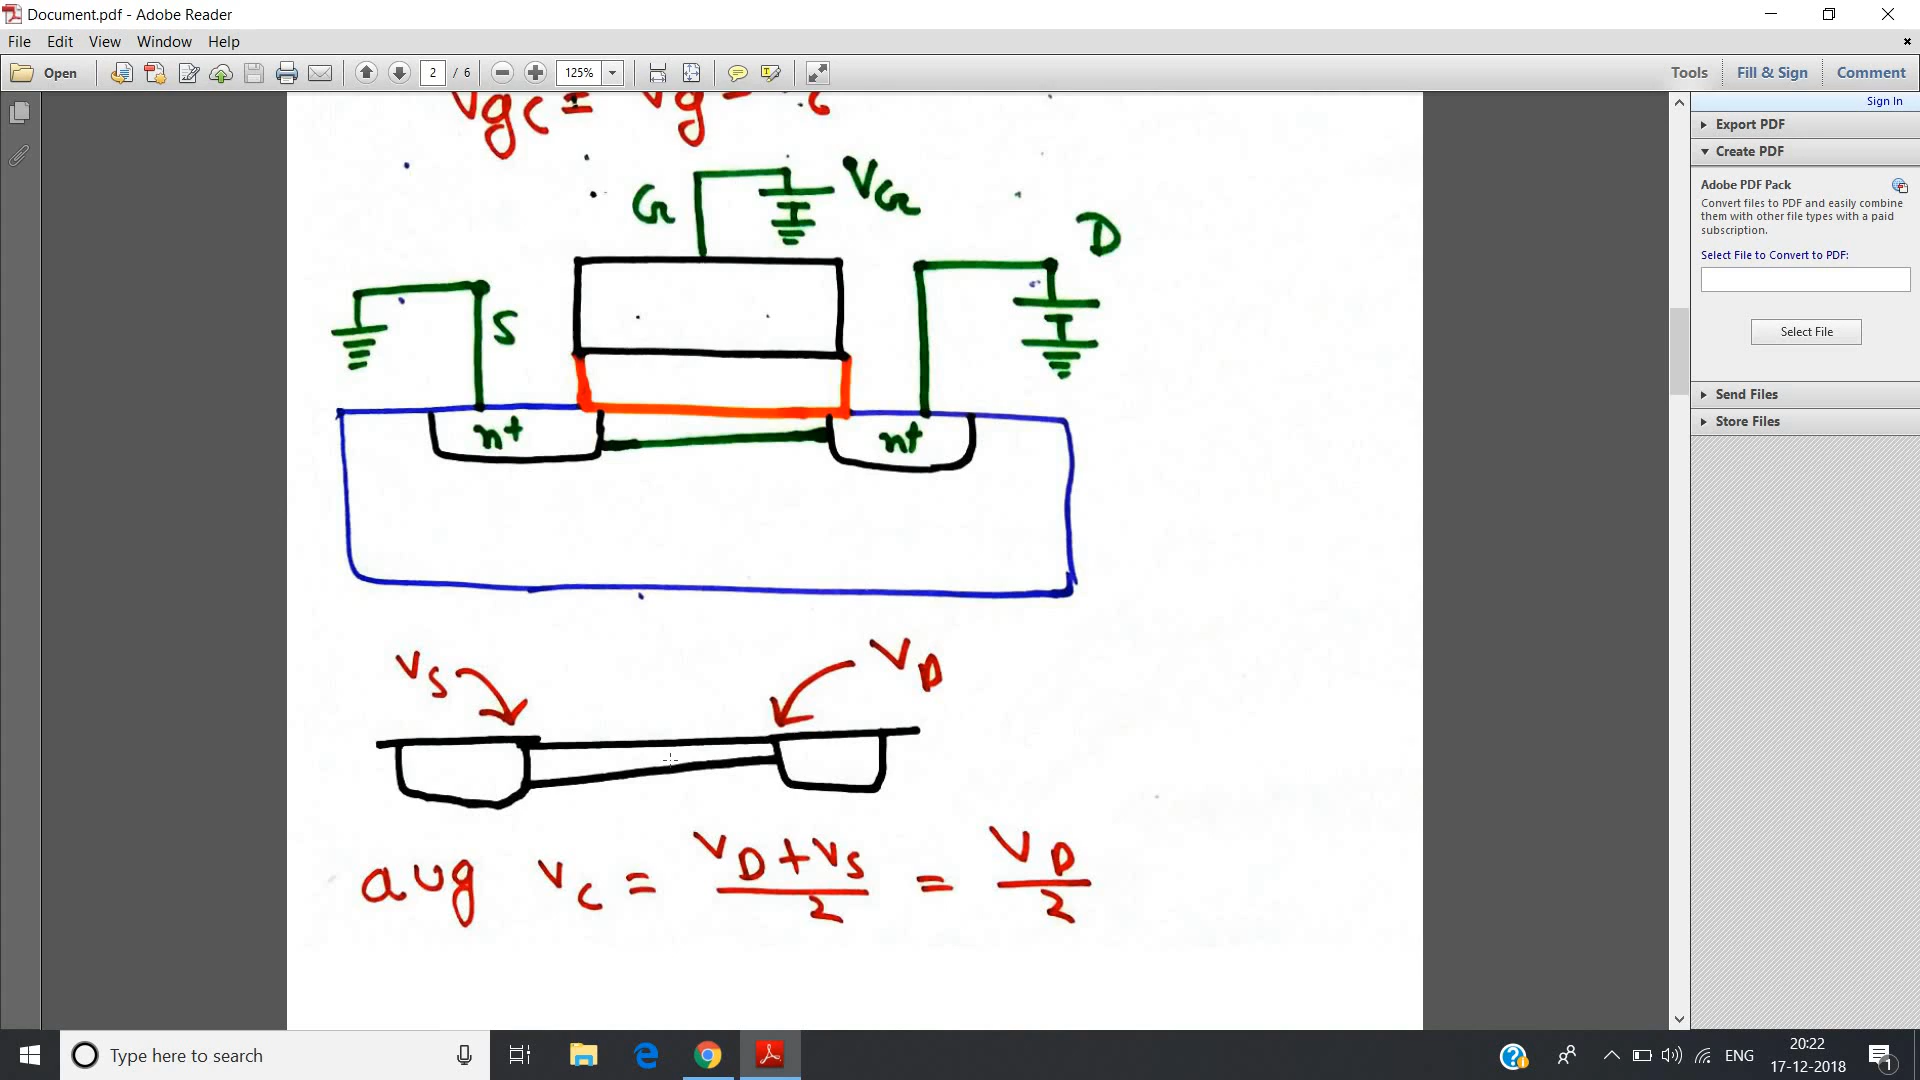 Document.pdf - Adobe Reader
File Edit View Window Help
Open 2 / 6 125% Tools Fill & Sign Comment
Sign In
Export PDF
Create PDF
Adobe PDF Pack
Convert files to PDF and easily combine
them with other file types with a paid
subscription.
Select File to Convert to PDF:
Select File
Send Files
Store Files
Vgc = Vg - c
G VG
D
S
n+ n+
VS VD
avg Vc = VD + VS / 2 = VD / 2
Type here to search
ENG
20:22
17-12-2018
1